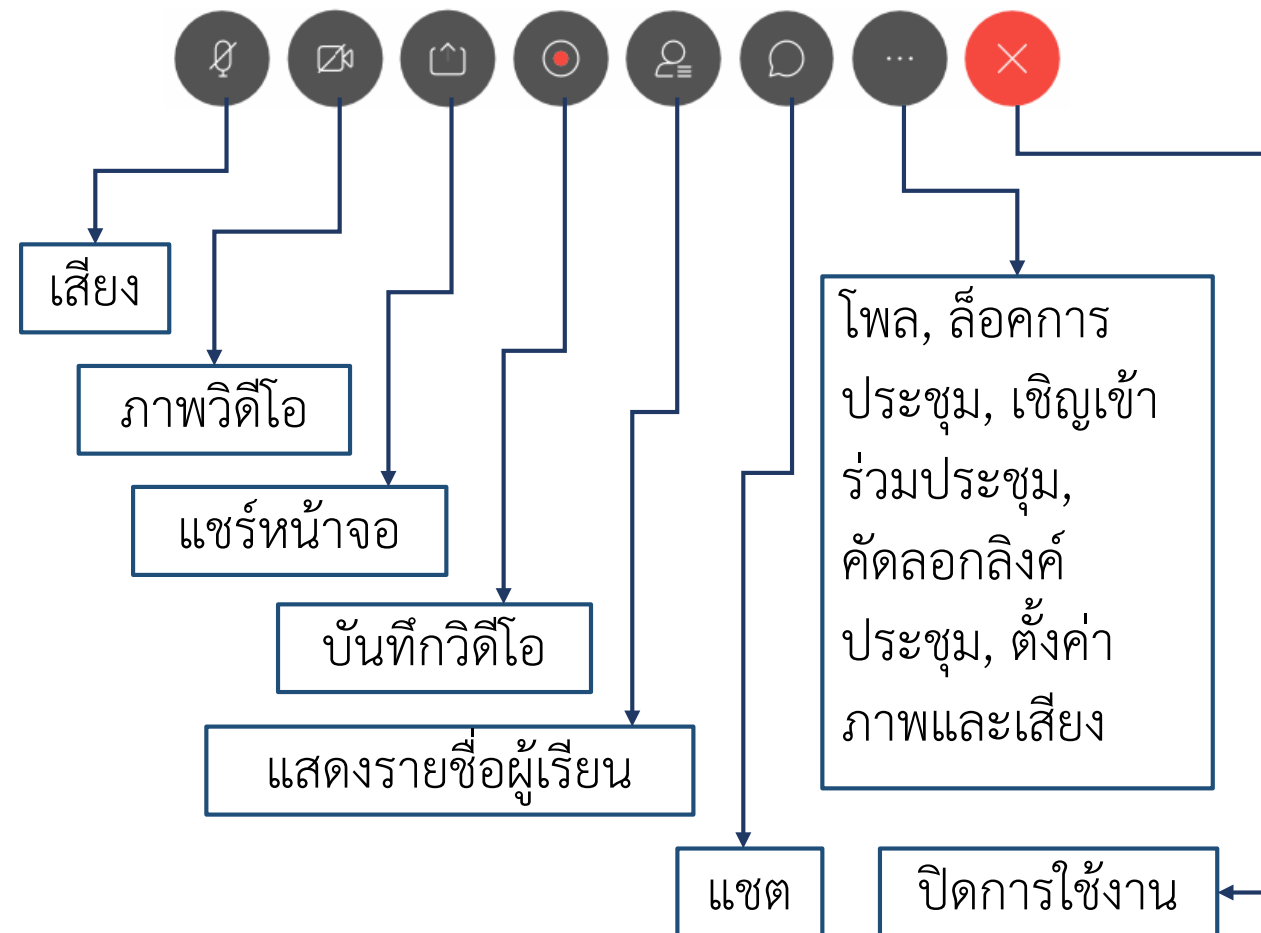 เสียง
ภาพวิดีโอ
แชร์หน้าจอ
บันทึกวิดีโอ
แสดงรายชื่อผู้เรียน
แชต
โพล, ล็อคการ
ประชุม, เชิญเข้า
ร่วมประชุม,
คัดลอกลิงค์
ประชุม, ตั้งค่า
ภาพและเสียง
ปิดการใช้งาน